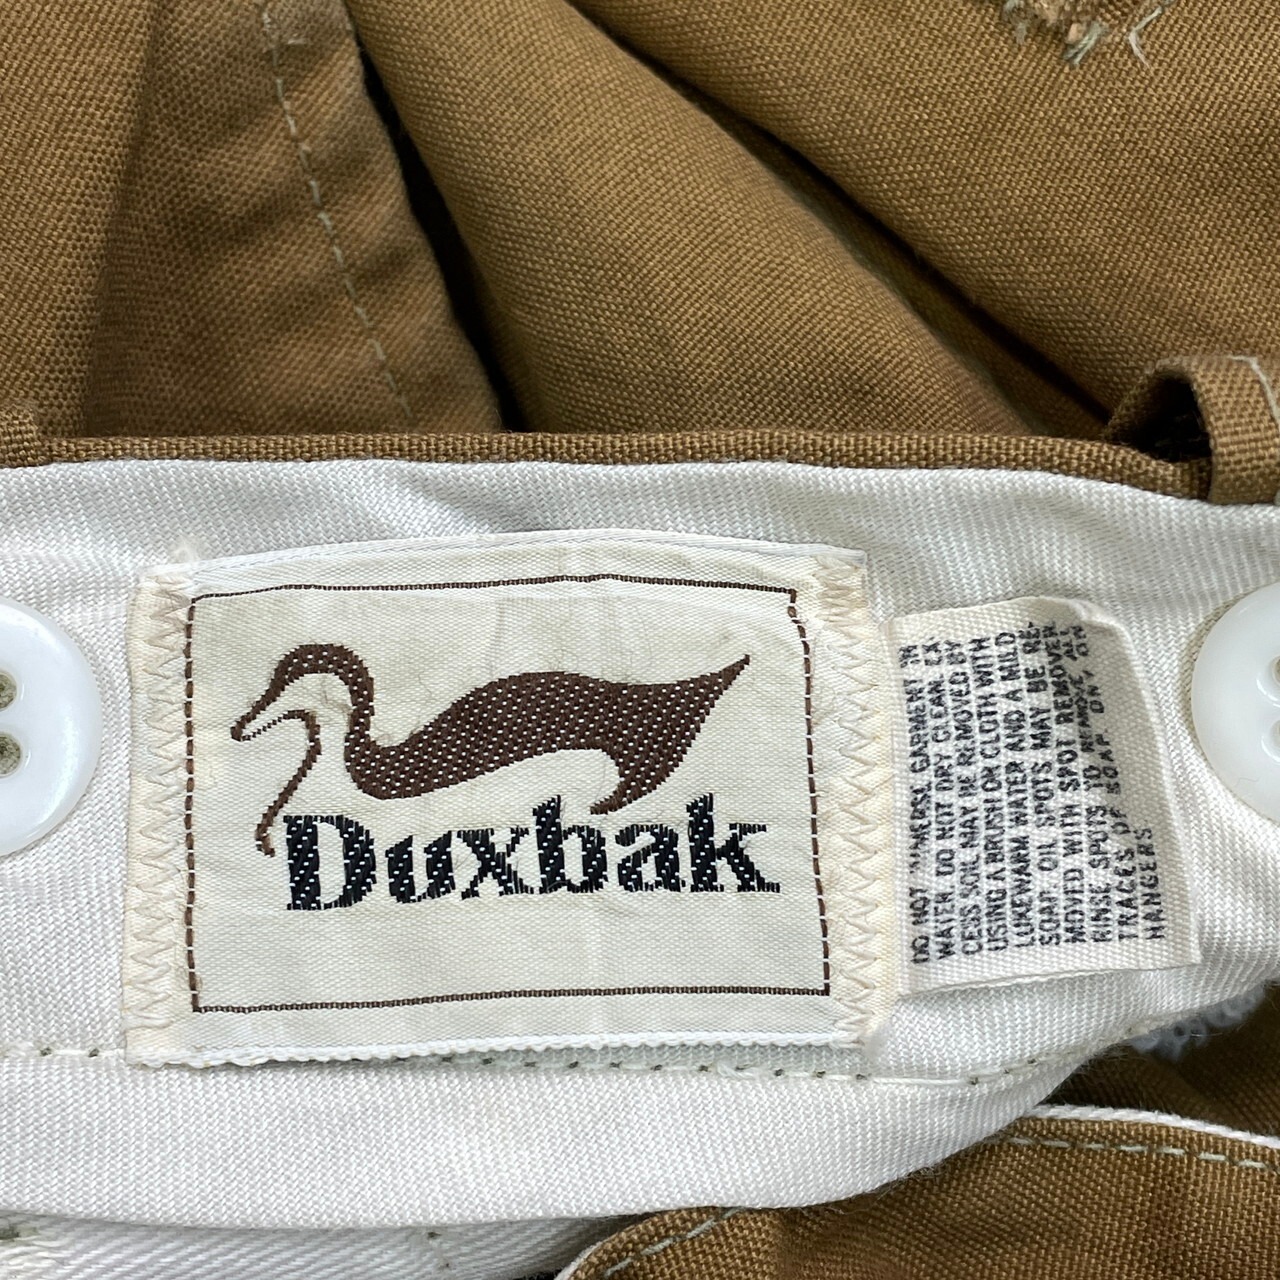 Duxbak
DO NOT IMMERSE GARMENT IN
WATER. DO NOT DRY CLEAN. EX-
CESS SOIL MAY BE REMOVED BY
USING A BRUSH OR CLOTH WITH
LUKEWARM WATER AND A MILD
SOAP. OIL SPOTS MAY BE RE-
MOVED WITH SPOT REMOVER.
RINSE SPOTS TO REMOVE ALL
TRACES OF SOAP. DRY ON
HANGERS